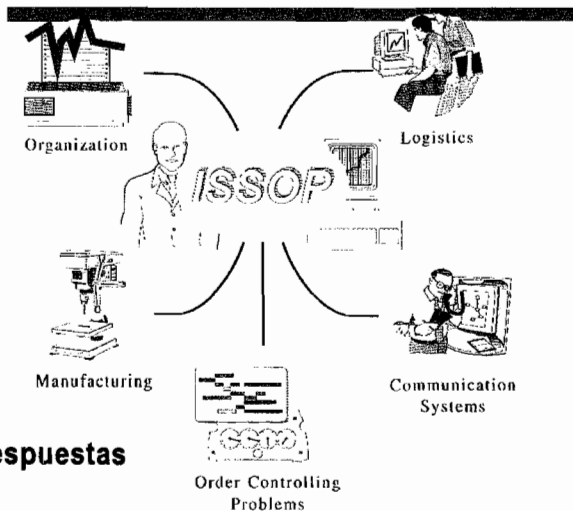 Organization
Logistics
ISSOP
Manufacturing
Communication
Systems
espuestas
Order Controlling
Problems